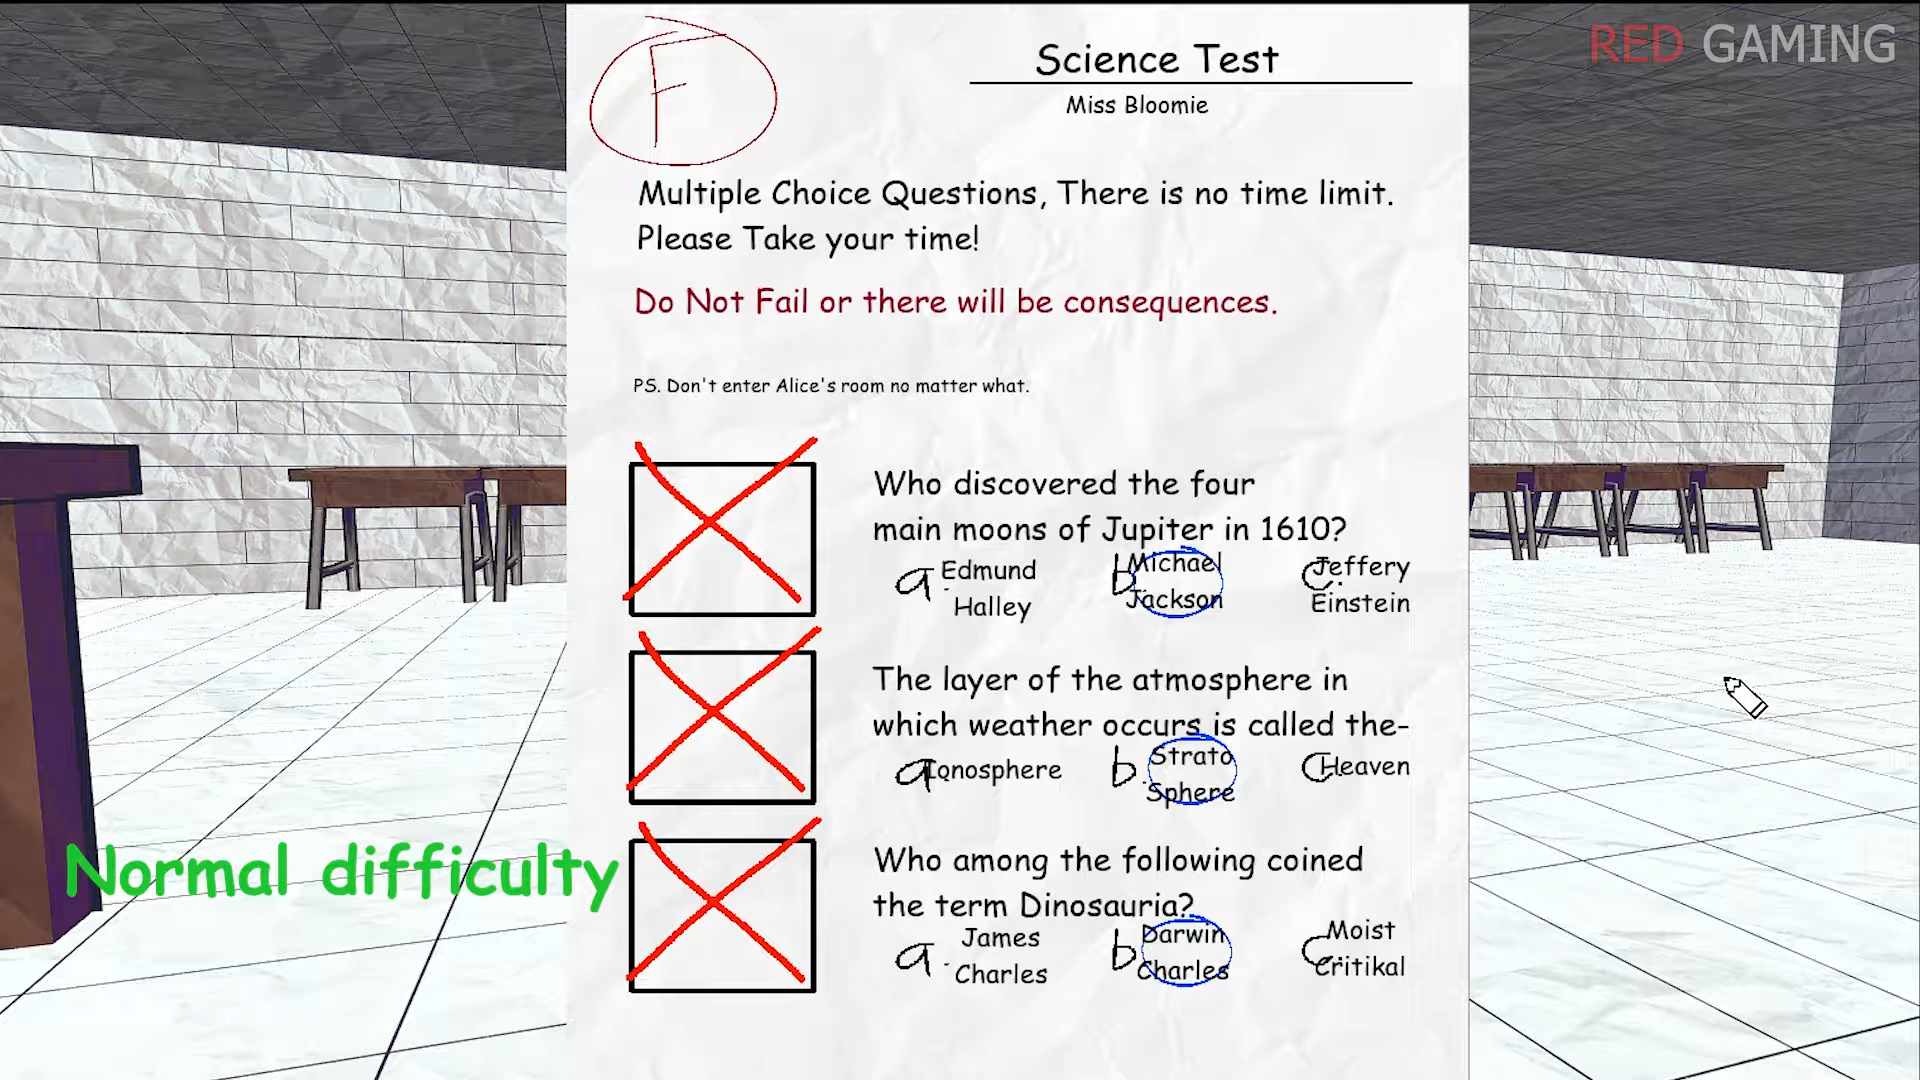 RED GAMING
F
Science Test
Miss Bloomie
Multiple Choice Questions, There is no time limit.
Please Take your time!
Do Not Fail or there will be consequences.
PS. Don't enter Alice's room no matter what.
Who discovered the four
main moons of Jupiter in 1610?
a. Edmund Halley
b. Michael Jackson
c. Jeffery Einstein
The layer of the atmosphere in
which weather occurs is called the-
a. Ionosphere
b. Strato Sphere
c. Heaven
Normal difficulty
Who among the following coined
the term Dinosauria?
a. James Charles
b. Darwin Charles
c. Moist Critikal